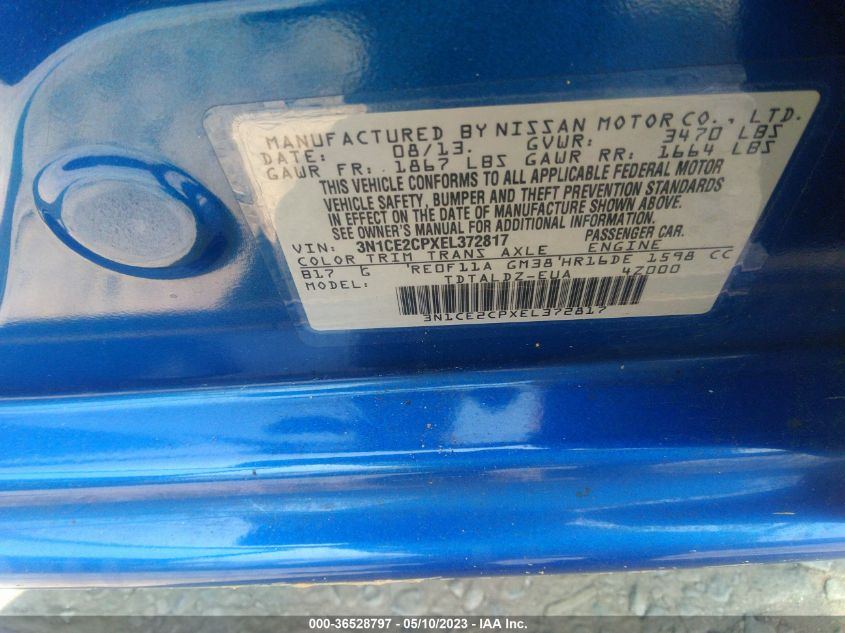 MANUFACTURED BY NISSAN MOTOR CO., LTD.
DATE: 08/13. GVWR: 3470 LBS
GAWR FR: 1867 LBS GAWR RR: 1664 LBS
THIS VEHICLE CONFORMS TO ALL APPLICABLE FEDERAL MOTOR
VEHICLE SAFETY, BUMPER AND THEFT PREVENTION STANDARDS
IN EFFECT ON THE DATE OF MANUFACTURE SHOWN ABOVE.
SEE OWNER'S MANUAL FOR ADDITIONAL INFORMATION.
VIN: 3N1CE2CPXEL372817 PASSENGER CAR.
COLOR TRIM TRANS AXLE ENGINE
B17 G RE0F11A GM38 HR16DE 1598 CC
MODEL: TDTALDZ-EUA 4Z000
3N1CE2CPXEL372817
000-36528797 - 05/10/2023 - © IAA Inc.